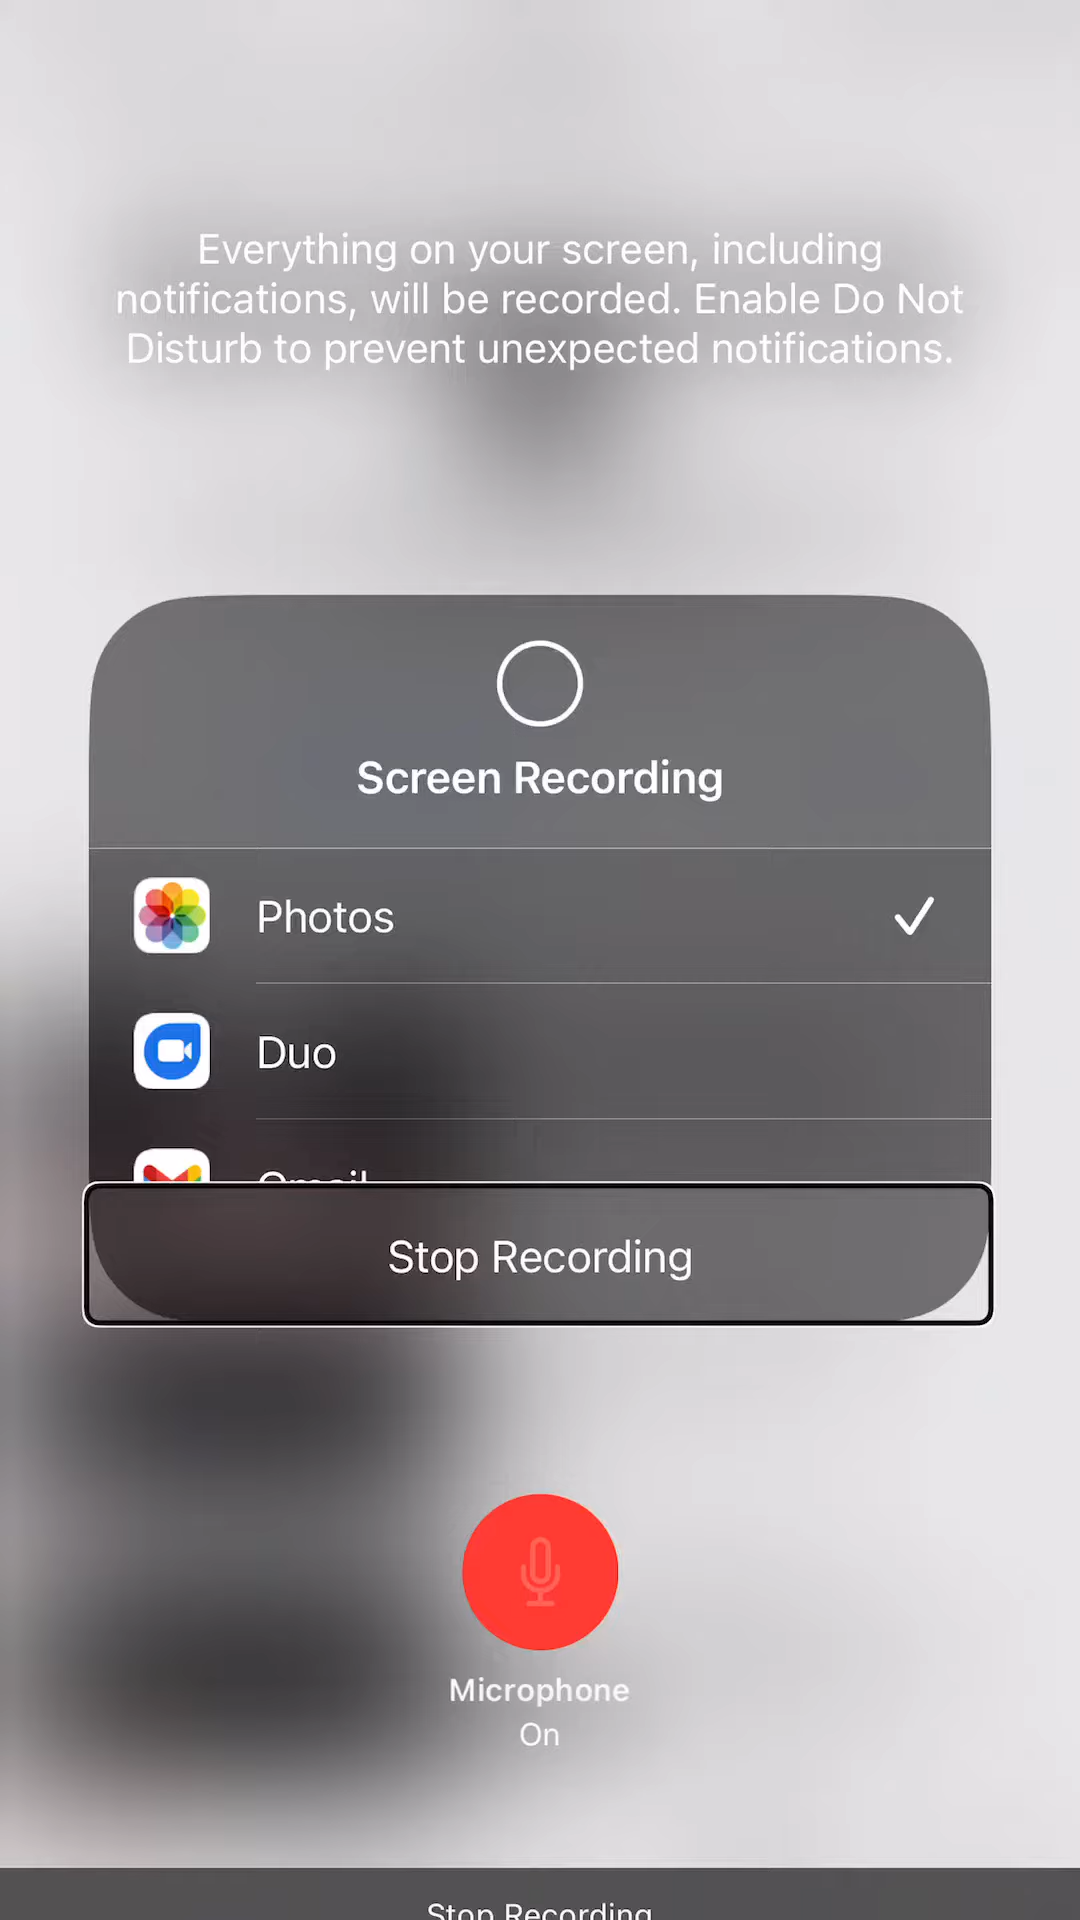 Everything on your screen, including
notifications, will be recorded. Enable Do Not
Disturb to prevent unexpected notifications.
Screen Recording
Photos
Duo
Gmail
Stop Recording
Microphone
On
Stop Recording